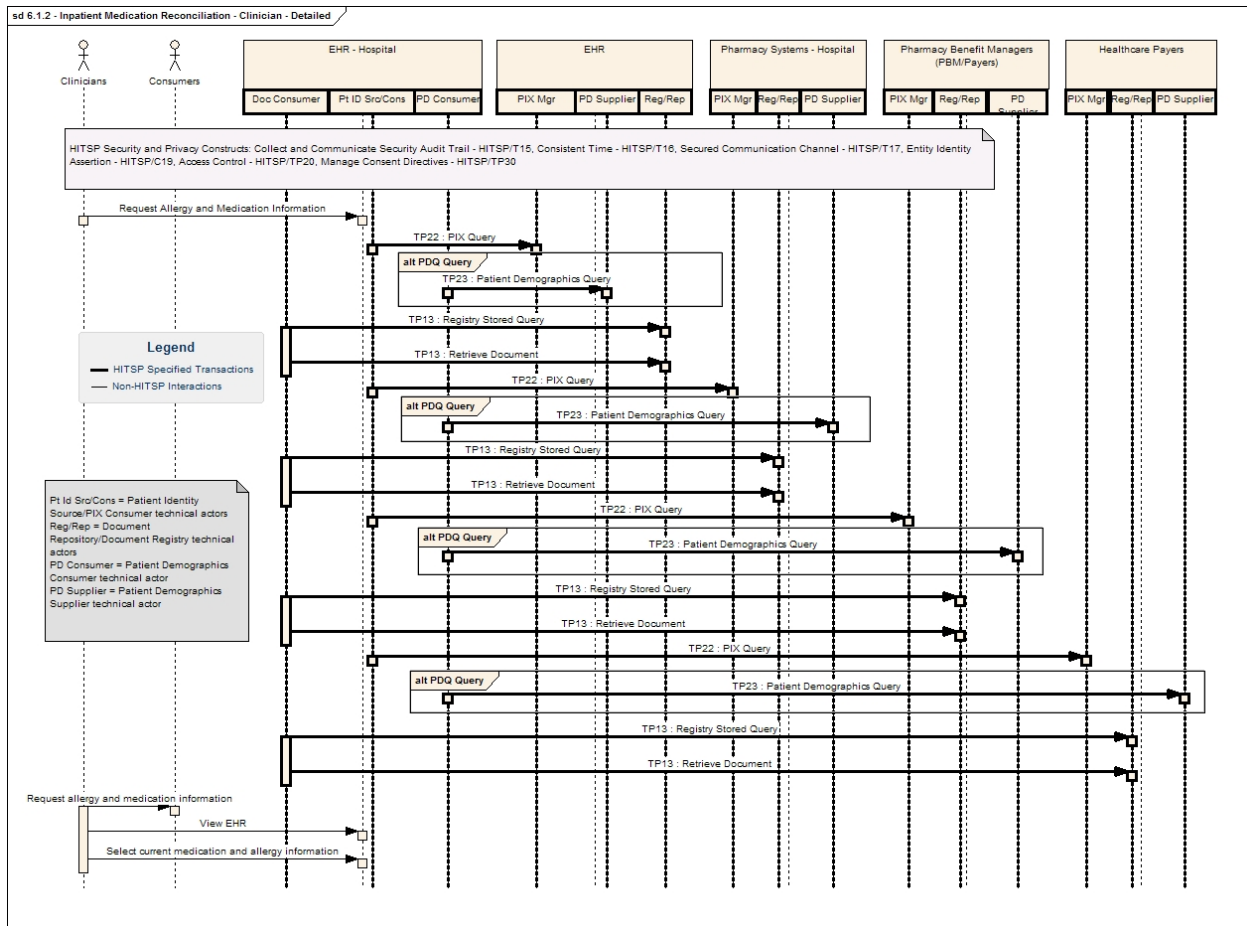 sd 6.1.2 - Inpatient Medication Reconciliation - Clinician - Detailed
Clinicians
Consumers
EHR - Hospital
EHR
Pharmacy Systems - Hospital
Pharmacy Benefit Managers
(PBM/Payers)
Healthcare Payers
Doc Consumer
Pt ID Src/Cons
PD Consumer
PIX Mgr
PD Supplier
Reg/Rep
PIX Mgr
Reg/Rep
PD Supplier
PIX Mgr
Reg/Rep
PD
Supplier
PIX Mgr
Reg/Rep
PD Supplier
HITSP Security and Privacy Constructs: Collect and Communicate Security Audit Trail - HITSP/T15, Consistent Time - HITSP/T16, Secured Communication Channel - HITSP/T17, Entity Identity
Assertion - HITSP/C19, Access Control - HITSP/TP20, Manage Consent Directives - HITSP/TP30
Request Allergy and Medication Information
TP22 : PIX Query
alt PDQ Query
TP23 : Patient Demographics Query
TP13 : Registry Stored Query
Legend
HITSP Specified Transactions
Non-HITSP Interactions
TP13 : Retrieve Document
TP22 : PIX Query
alt PDQ Query
TP23 : Patient Demographics Query
TP13 : Registry Stored Query
TP13 : Retrieve Document
Pt Id Src/Cons = Patient Identity
Source/PIX Consumer technical actors
Reg/Rep = Document
Repository/Document Registry technical
actors
PD Consumer = Patient Demographics
Consumer technical actor
PD Supplier = Patient Demographics
Supplier technical actor
TP22 : PIX Query
alt PDQ Query
TP23 : Patient Demographics Query
TP13 : Registry Stored Query
TP13 : Retrieve Document
TP22 : PIX Query
alt PDQ Query
TP23 : Patient Demographics Query
TP13 : Registry Stored Query
TP13 : Retrieve Document
Request allergy and medication information
View EHR
Select current medication and allergy information